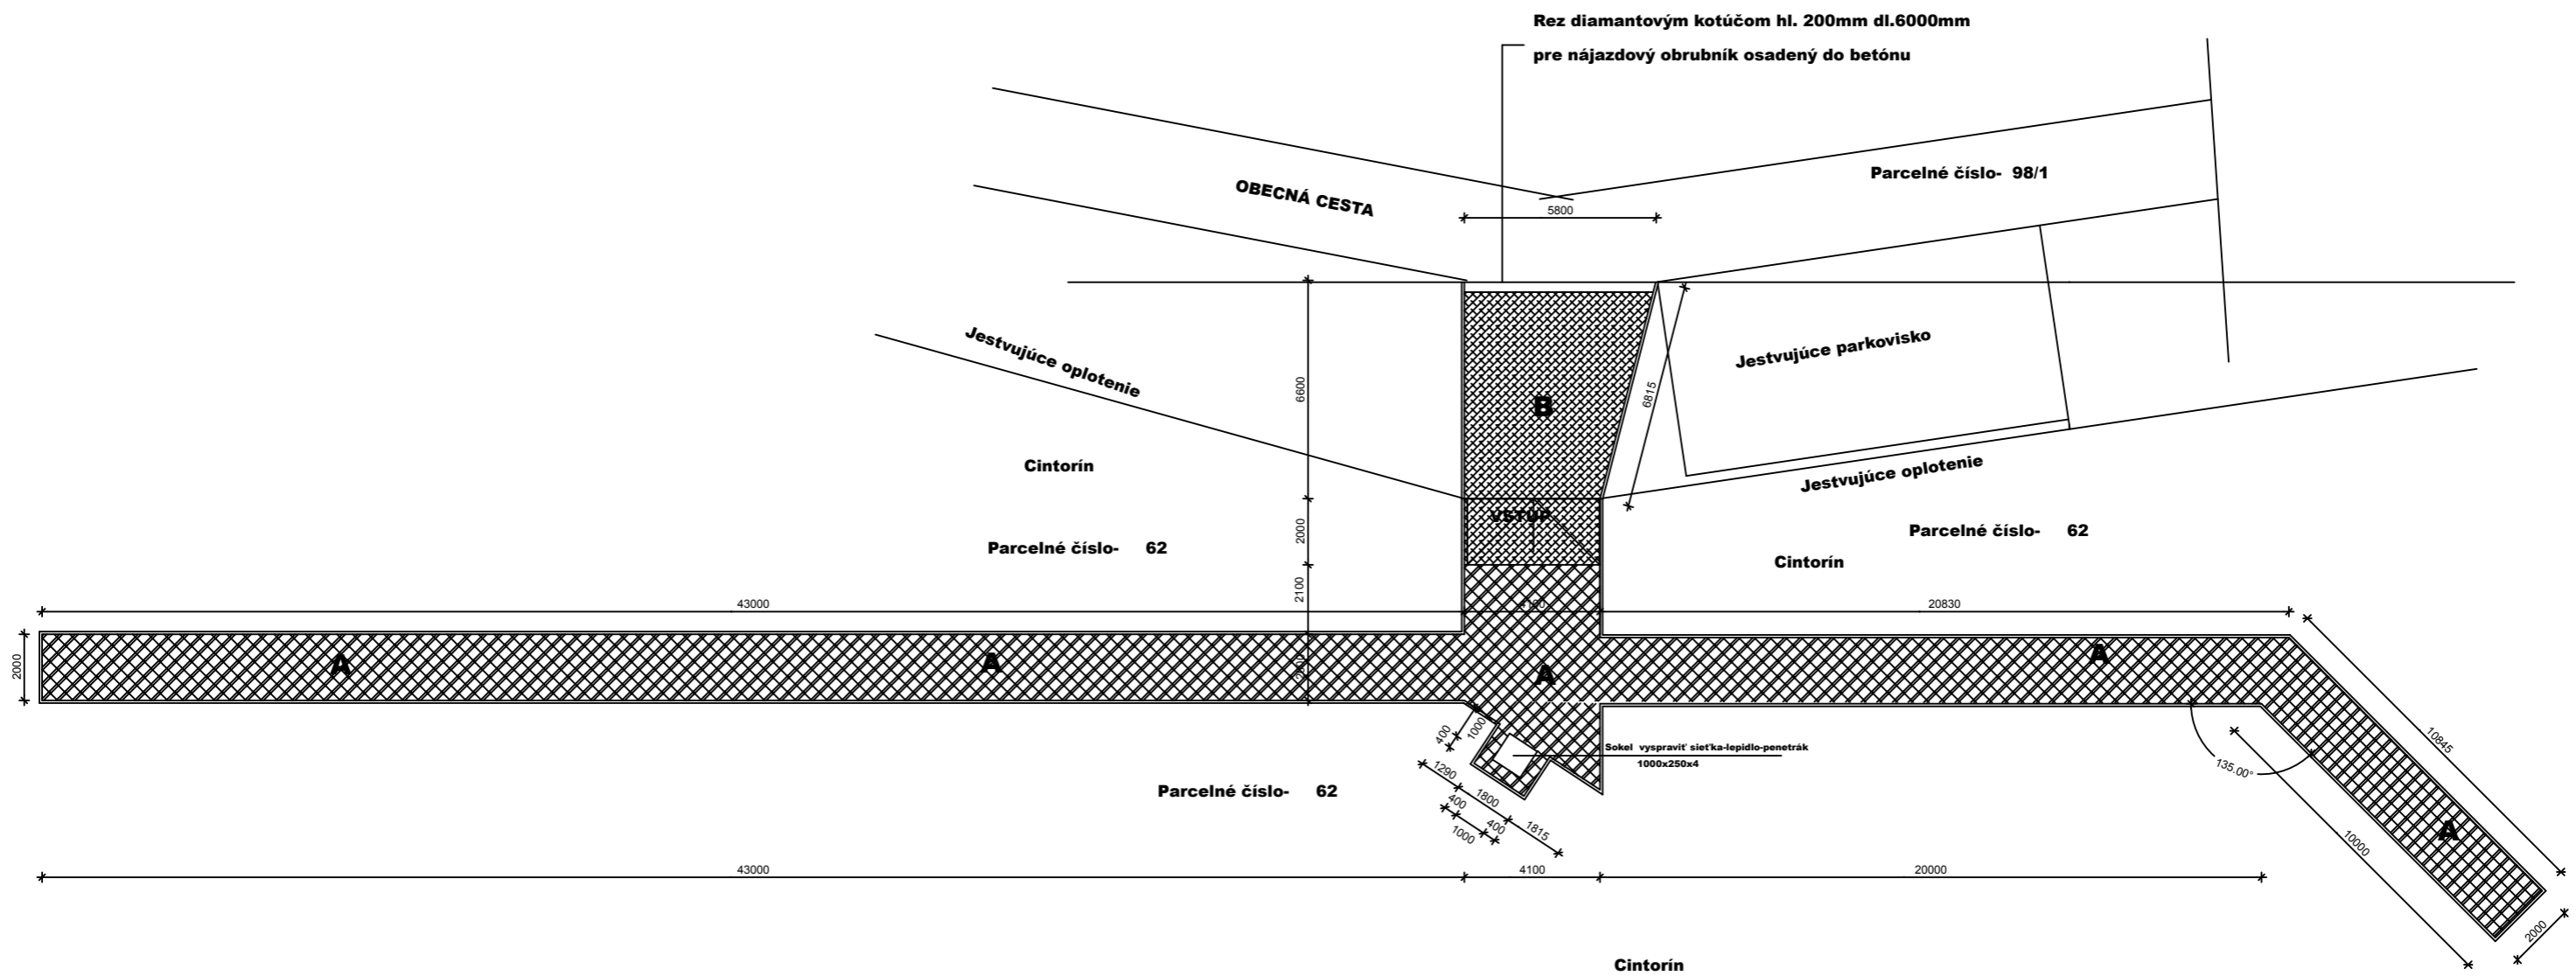 Rez diamantovým kotúčom hl. 200mm dl.6000mm
pre nájazdový obrubník osadený do betónu
OBECNÁ CESTA
Parcelné číslo- 98/1
5800
Jestvujúce oplotenie
Jestvujúce parkovisko
6600
6815
B
Cintorín
Jestvujúce oplotenie
VSTUP
2000
Parcelné číslo- 62
Parcelné číslo- 62
Cintorín
2100
43000
4100
20830
2000
A
A
A
A
2000
400
1000
Sokel vyspraviť sieťka-lepidlo-penetrák
1000x250x4
10845
135.00°
1290
1800
1815
400
1000
400
Parcelné číslo- 62
A
10000
43000
4100
20000
2000
Cintorín